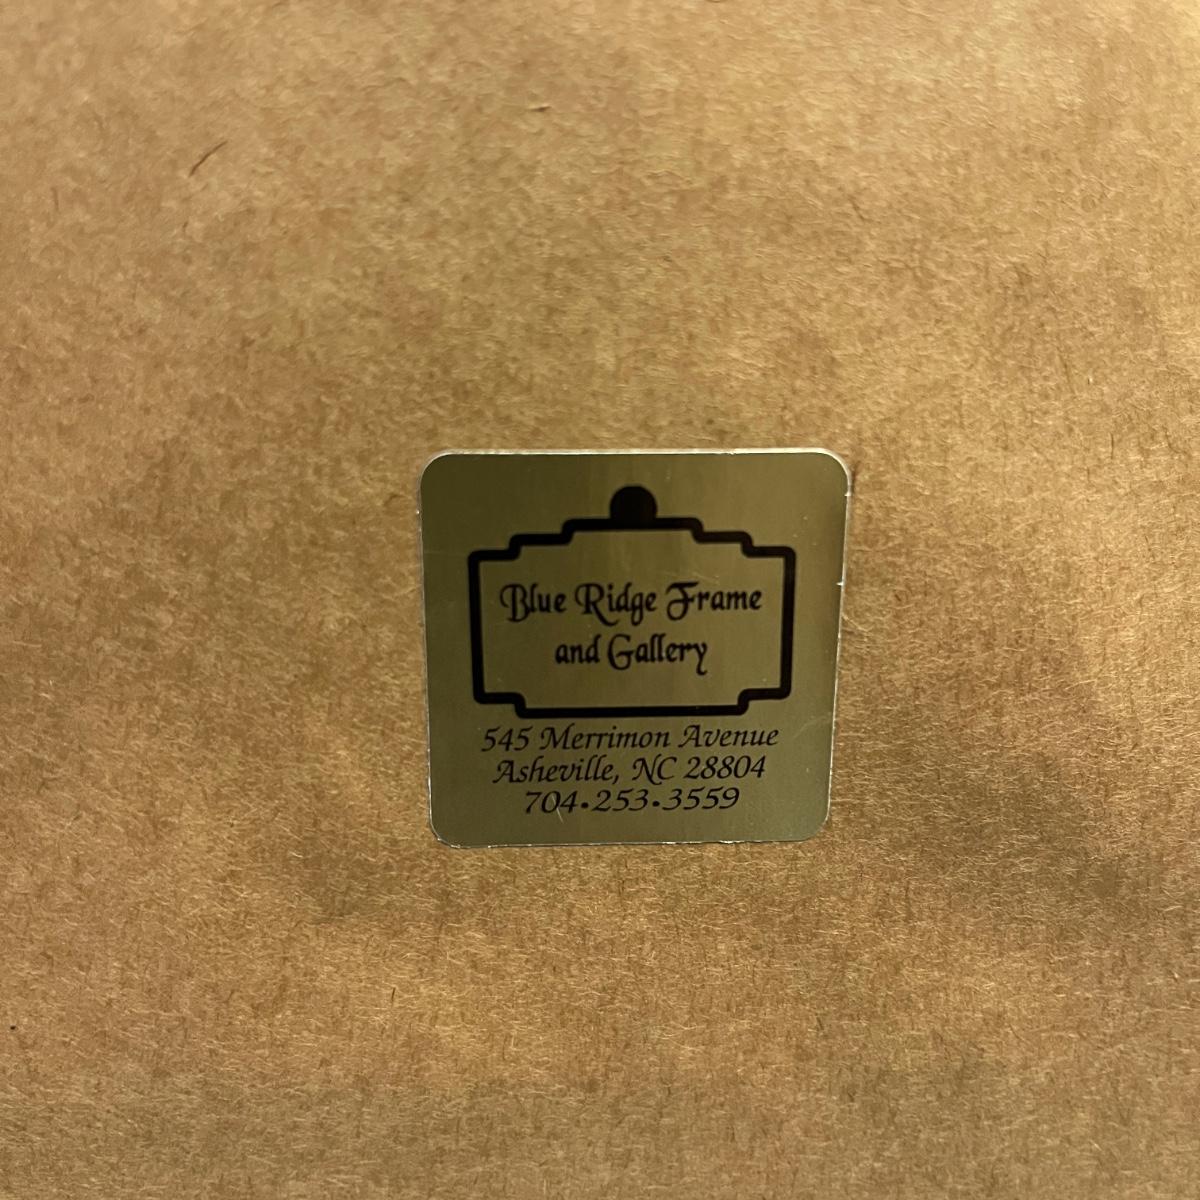 Blue Ridge Frame
and Gallery
545 Merrimon Avenue
Asheville, NC 28804
704•253•3559